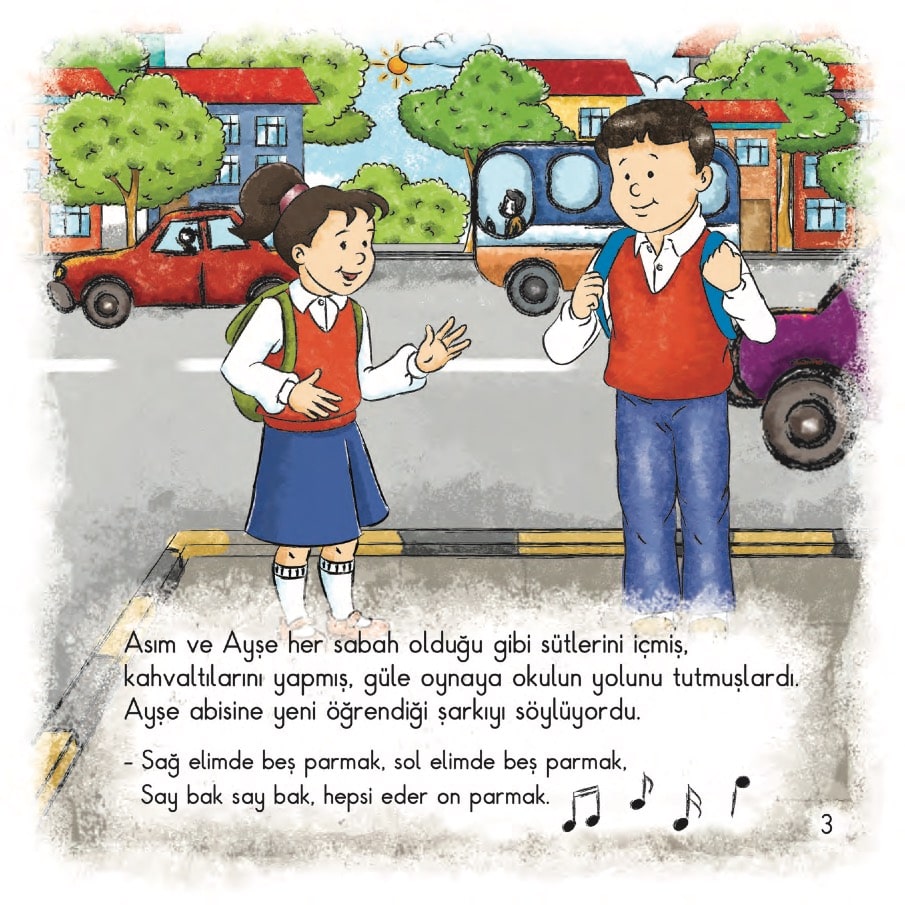 Asım ve Ayşe her sabah olduğu gibi sütlerini içmiş,
kahvaltılarını yapmış, güle oynaya okulun yolunu tutmuşlardı.
Ayşe abisine yeni öğrendiği şarkıyı söylüyordu.
- Sağ elimde beş parmak, sol elimde beş parmak,
Say bak say bak, hepsi eder on parmak.
3